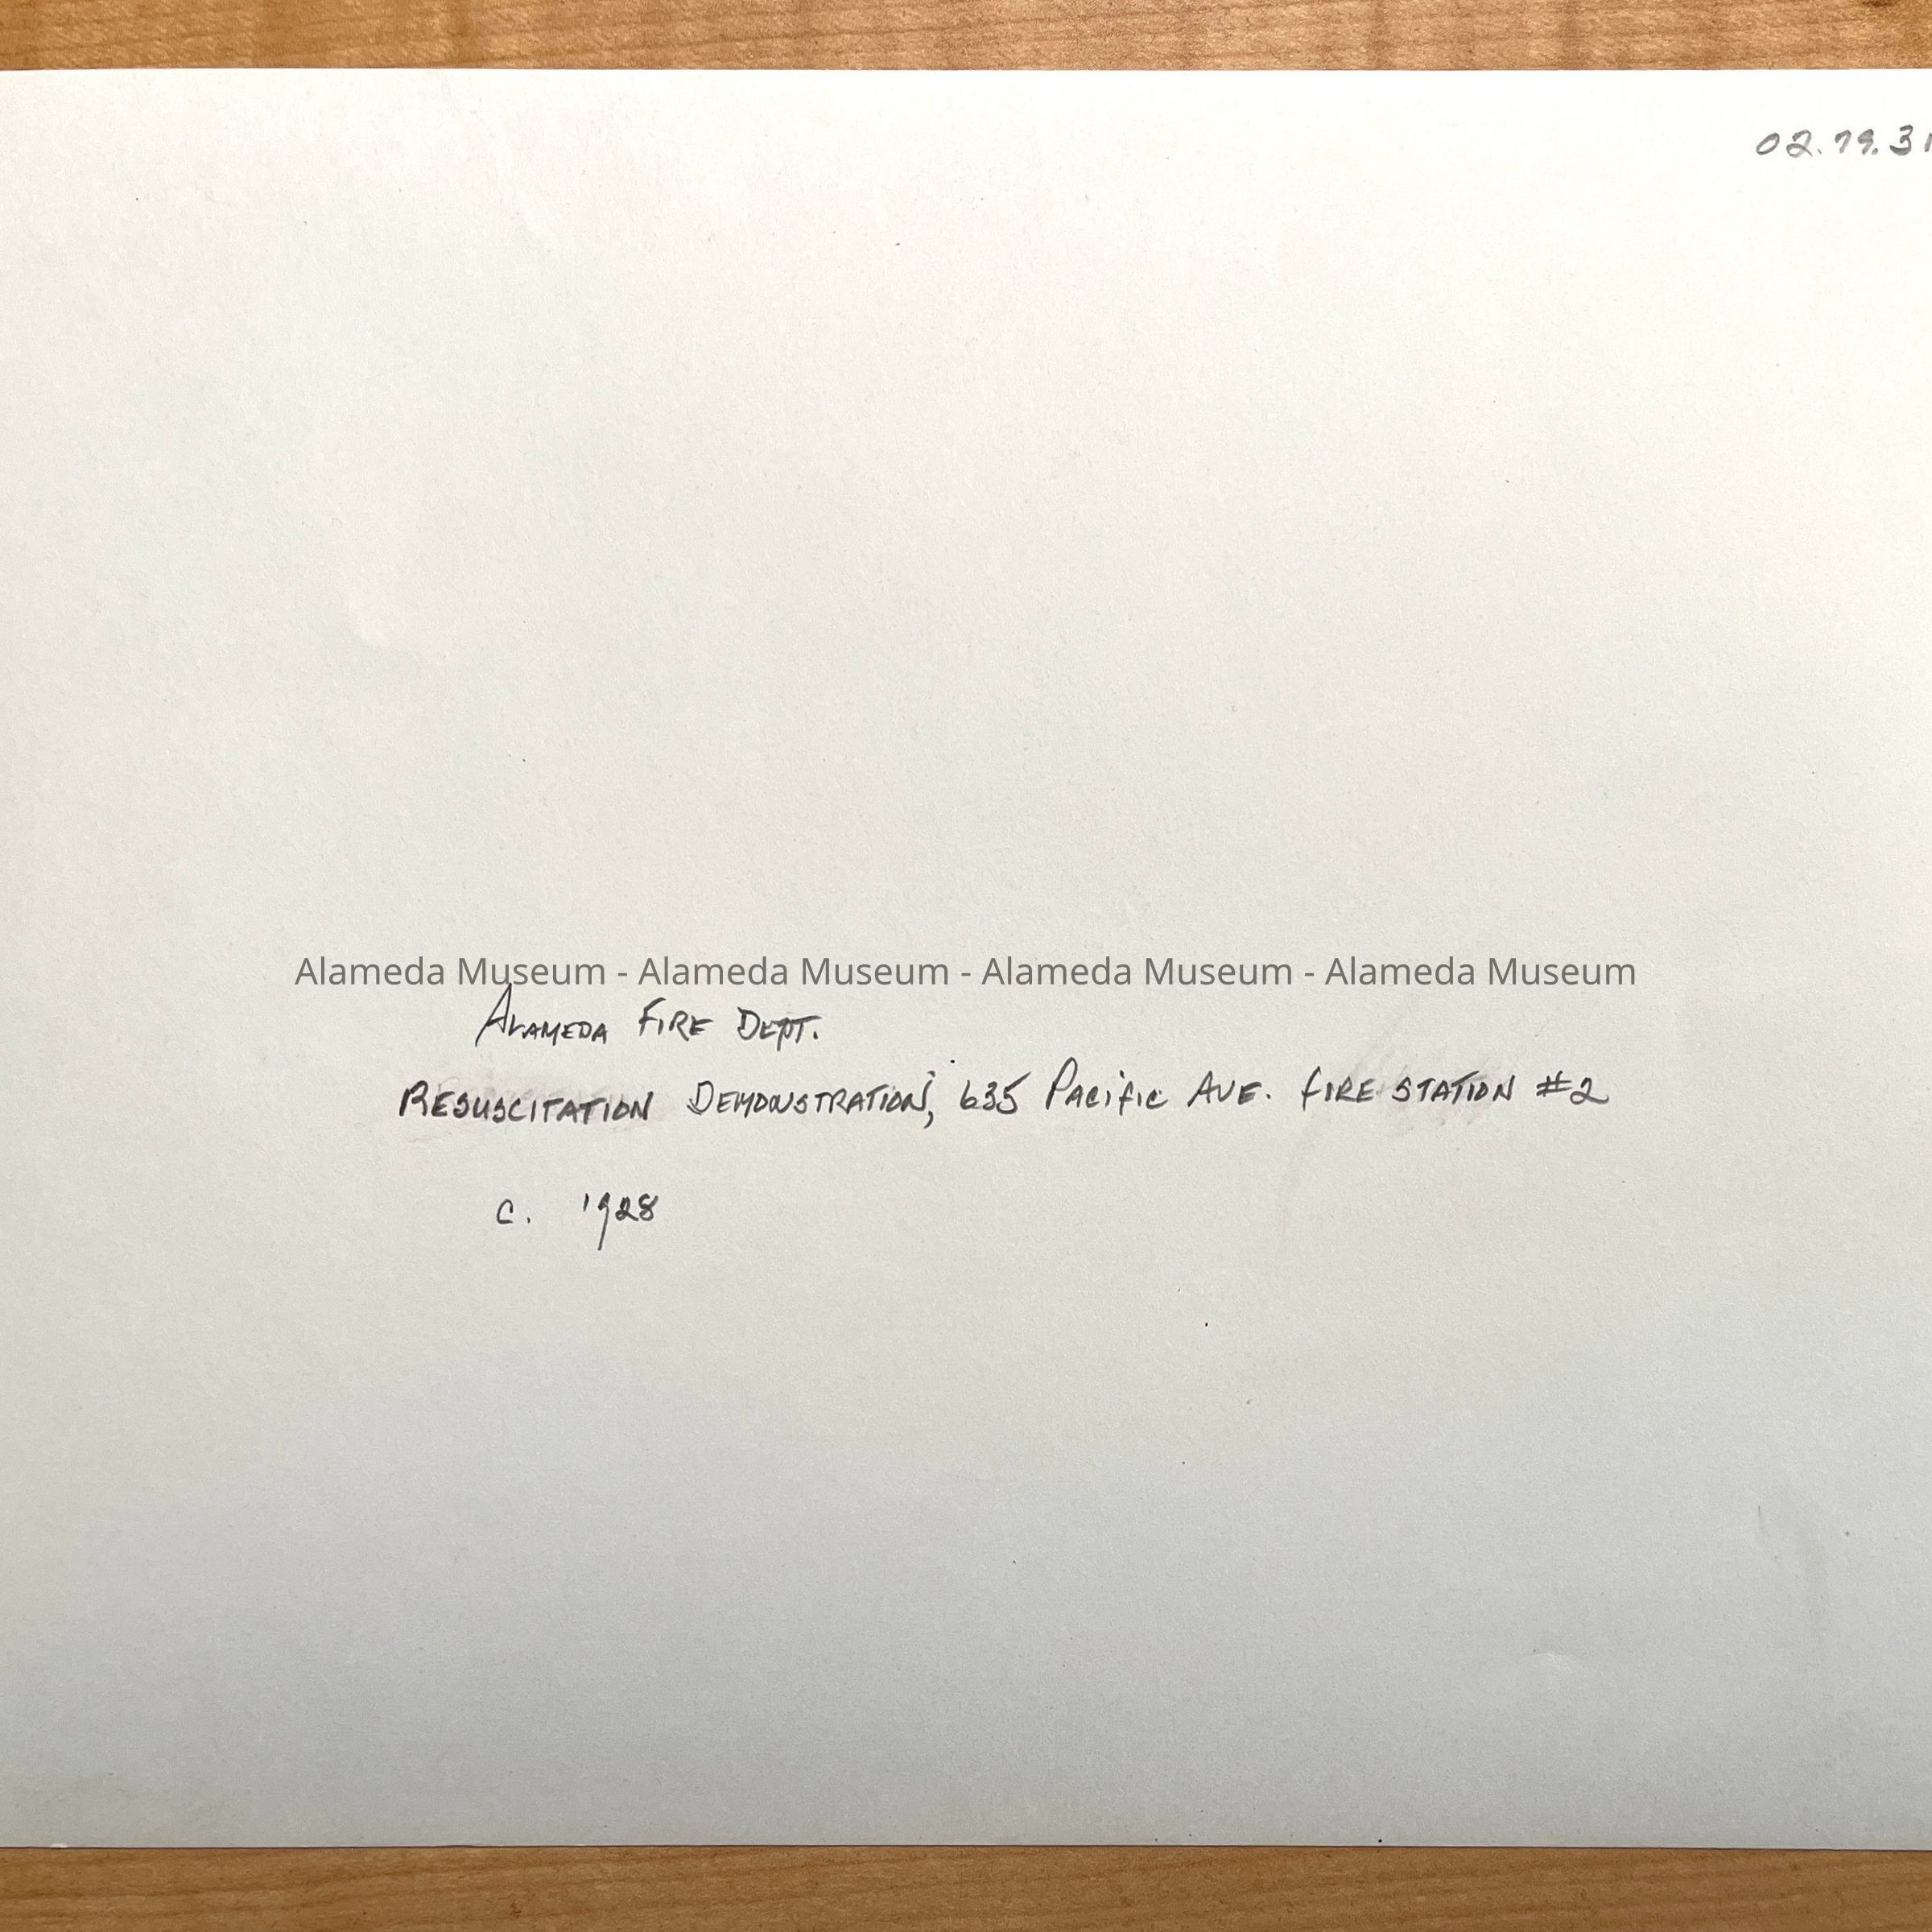 02.79.31
Alameda Museum - Alameda Museum - Alameda Museum - Alameda Museum
ALAMEDA FIRE DEPT.
RESUSCITATION DEMONSTRATION, 635 PACIFIC AVE. FIRE STATION #2
c. 1928